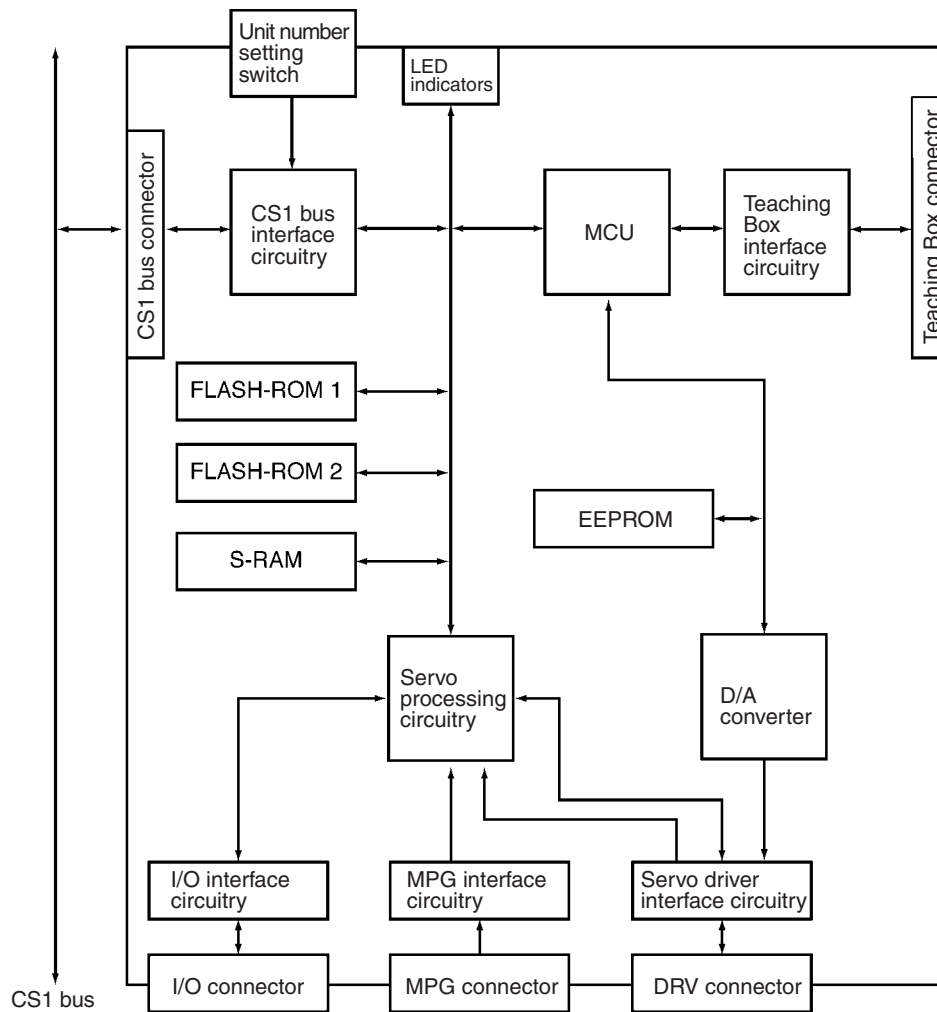 Unit number
setting
switch
LED
indicators
CS1 bus connector
CS1 bus
interface
circuitry
MCU
Teaching
Box
interface
circuitry
Teaching Box connector
FLASH-ROM 1
FLASH-ROM 2
S-RAM
EEPROM
Servo
processing
circuitry
D/A
converter
I/O interface
circuitry
MPG interface
circuitry
Servo driver
interface circuitry
CS1 bus
I/O connector
MPG connector
DRV connector